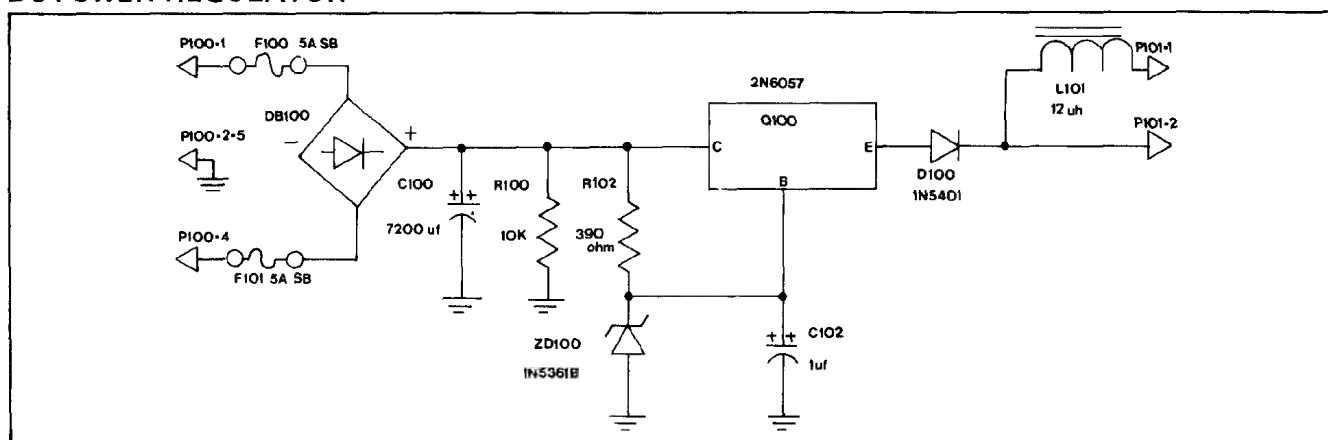 P100-1 F100 5A SB
DB100
- +
P100-2-5
P100-4
F101 5A SB
C100
7200 uf
R100
10K
R102
390
ohm
ZD100
1N5361B
2N6057
Q100
C E
B
C102
1uf
D100
1N5401
L101
12 uh
P101-1
P101-2